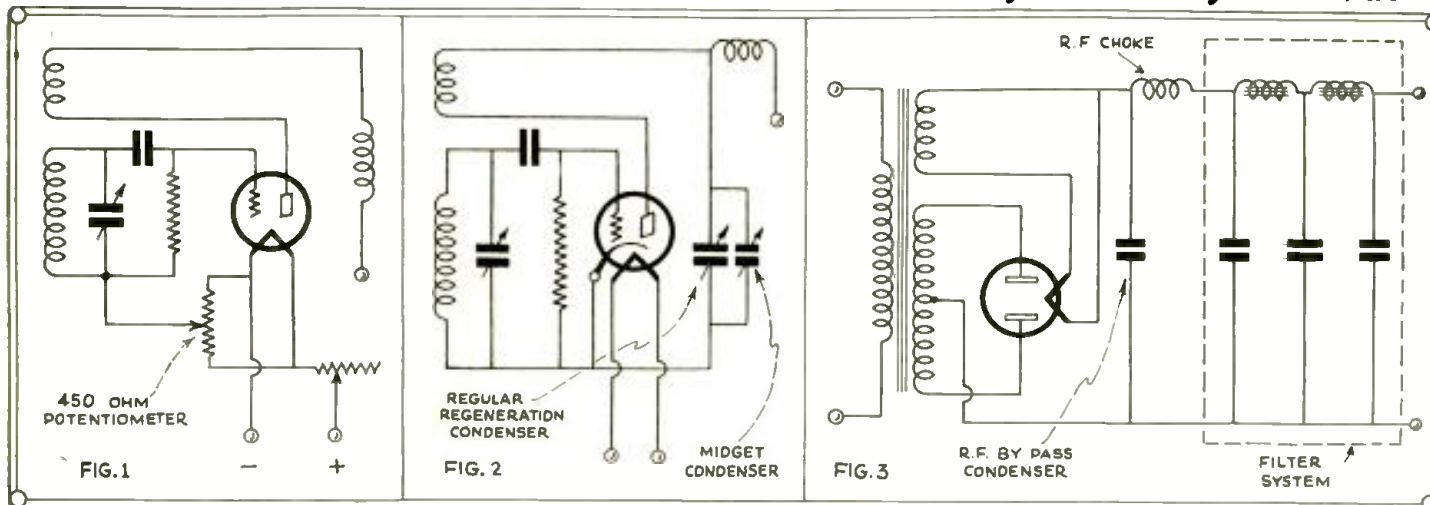 450 OHM
POTENTIOMETER
FIG.1
-
+
REGULAR
REGENERATION
CONDENSER
MIDGET
CONDENSER
FIG. 2
R.F CHOKE
R.F. BY PASS
CONDENSER
FILTER
SYSTEM
FIG.3